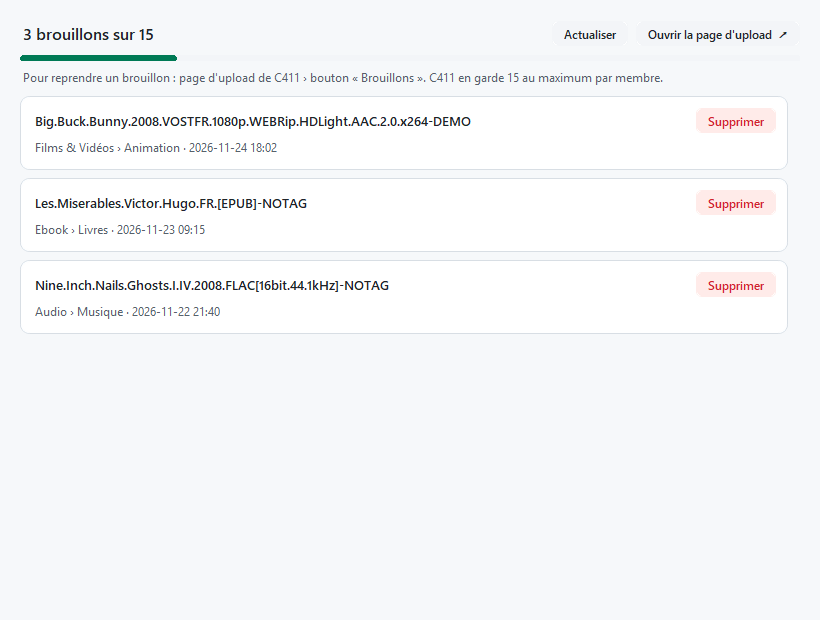 3 brouillons sur 15
Actualiser
Ouvrir la page d'upload ↗
Pour reprendre un brouillon : page d'upload de C411 › bouton « Brouillons ». C411 en garde 15 au maximum par membre.
Big.Buck.Bunny.2008.VOSTFR.1080p.WEBRip.HDLight.AAC.2.0.x264-DEMO
Supprimer
Films & Vidéos › Animation · 2026-11-24 18:02
Les.Miserables.Victor.Hugo.FR.[EPUB]-NOTAG
Supprimer
Ebook › Livres · 2026-11-23 09:15
Nine.Inch.Nails.Ghosts.I.IV.2008.FLAC[16bit.44.1kHz]-NOTAG
Supprimer
Audio › Musique · 2026-11-22 21:40